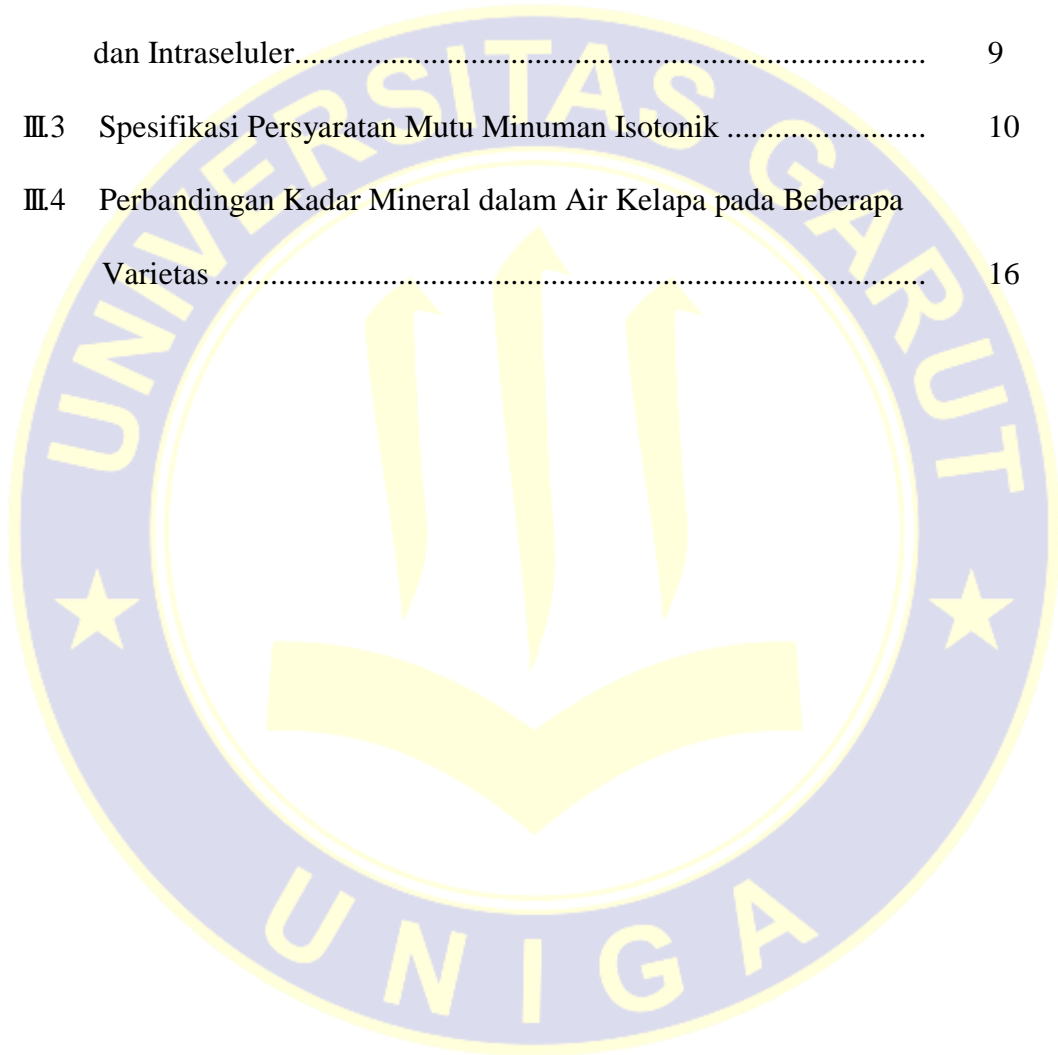 dan Intraseluler........................................................................... 9
Ⅲ.3 Spesifikasi Persyaratan Mutu Minuman Isotonik ........................ 10
Ⅲ.4 Perbandingan Kadar Mineral dalam Air Kelapa pada Beberapa
Varietas ..................................................................................... 16
UNIVERSITAS GARUT
UNIGA